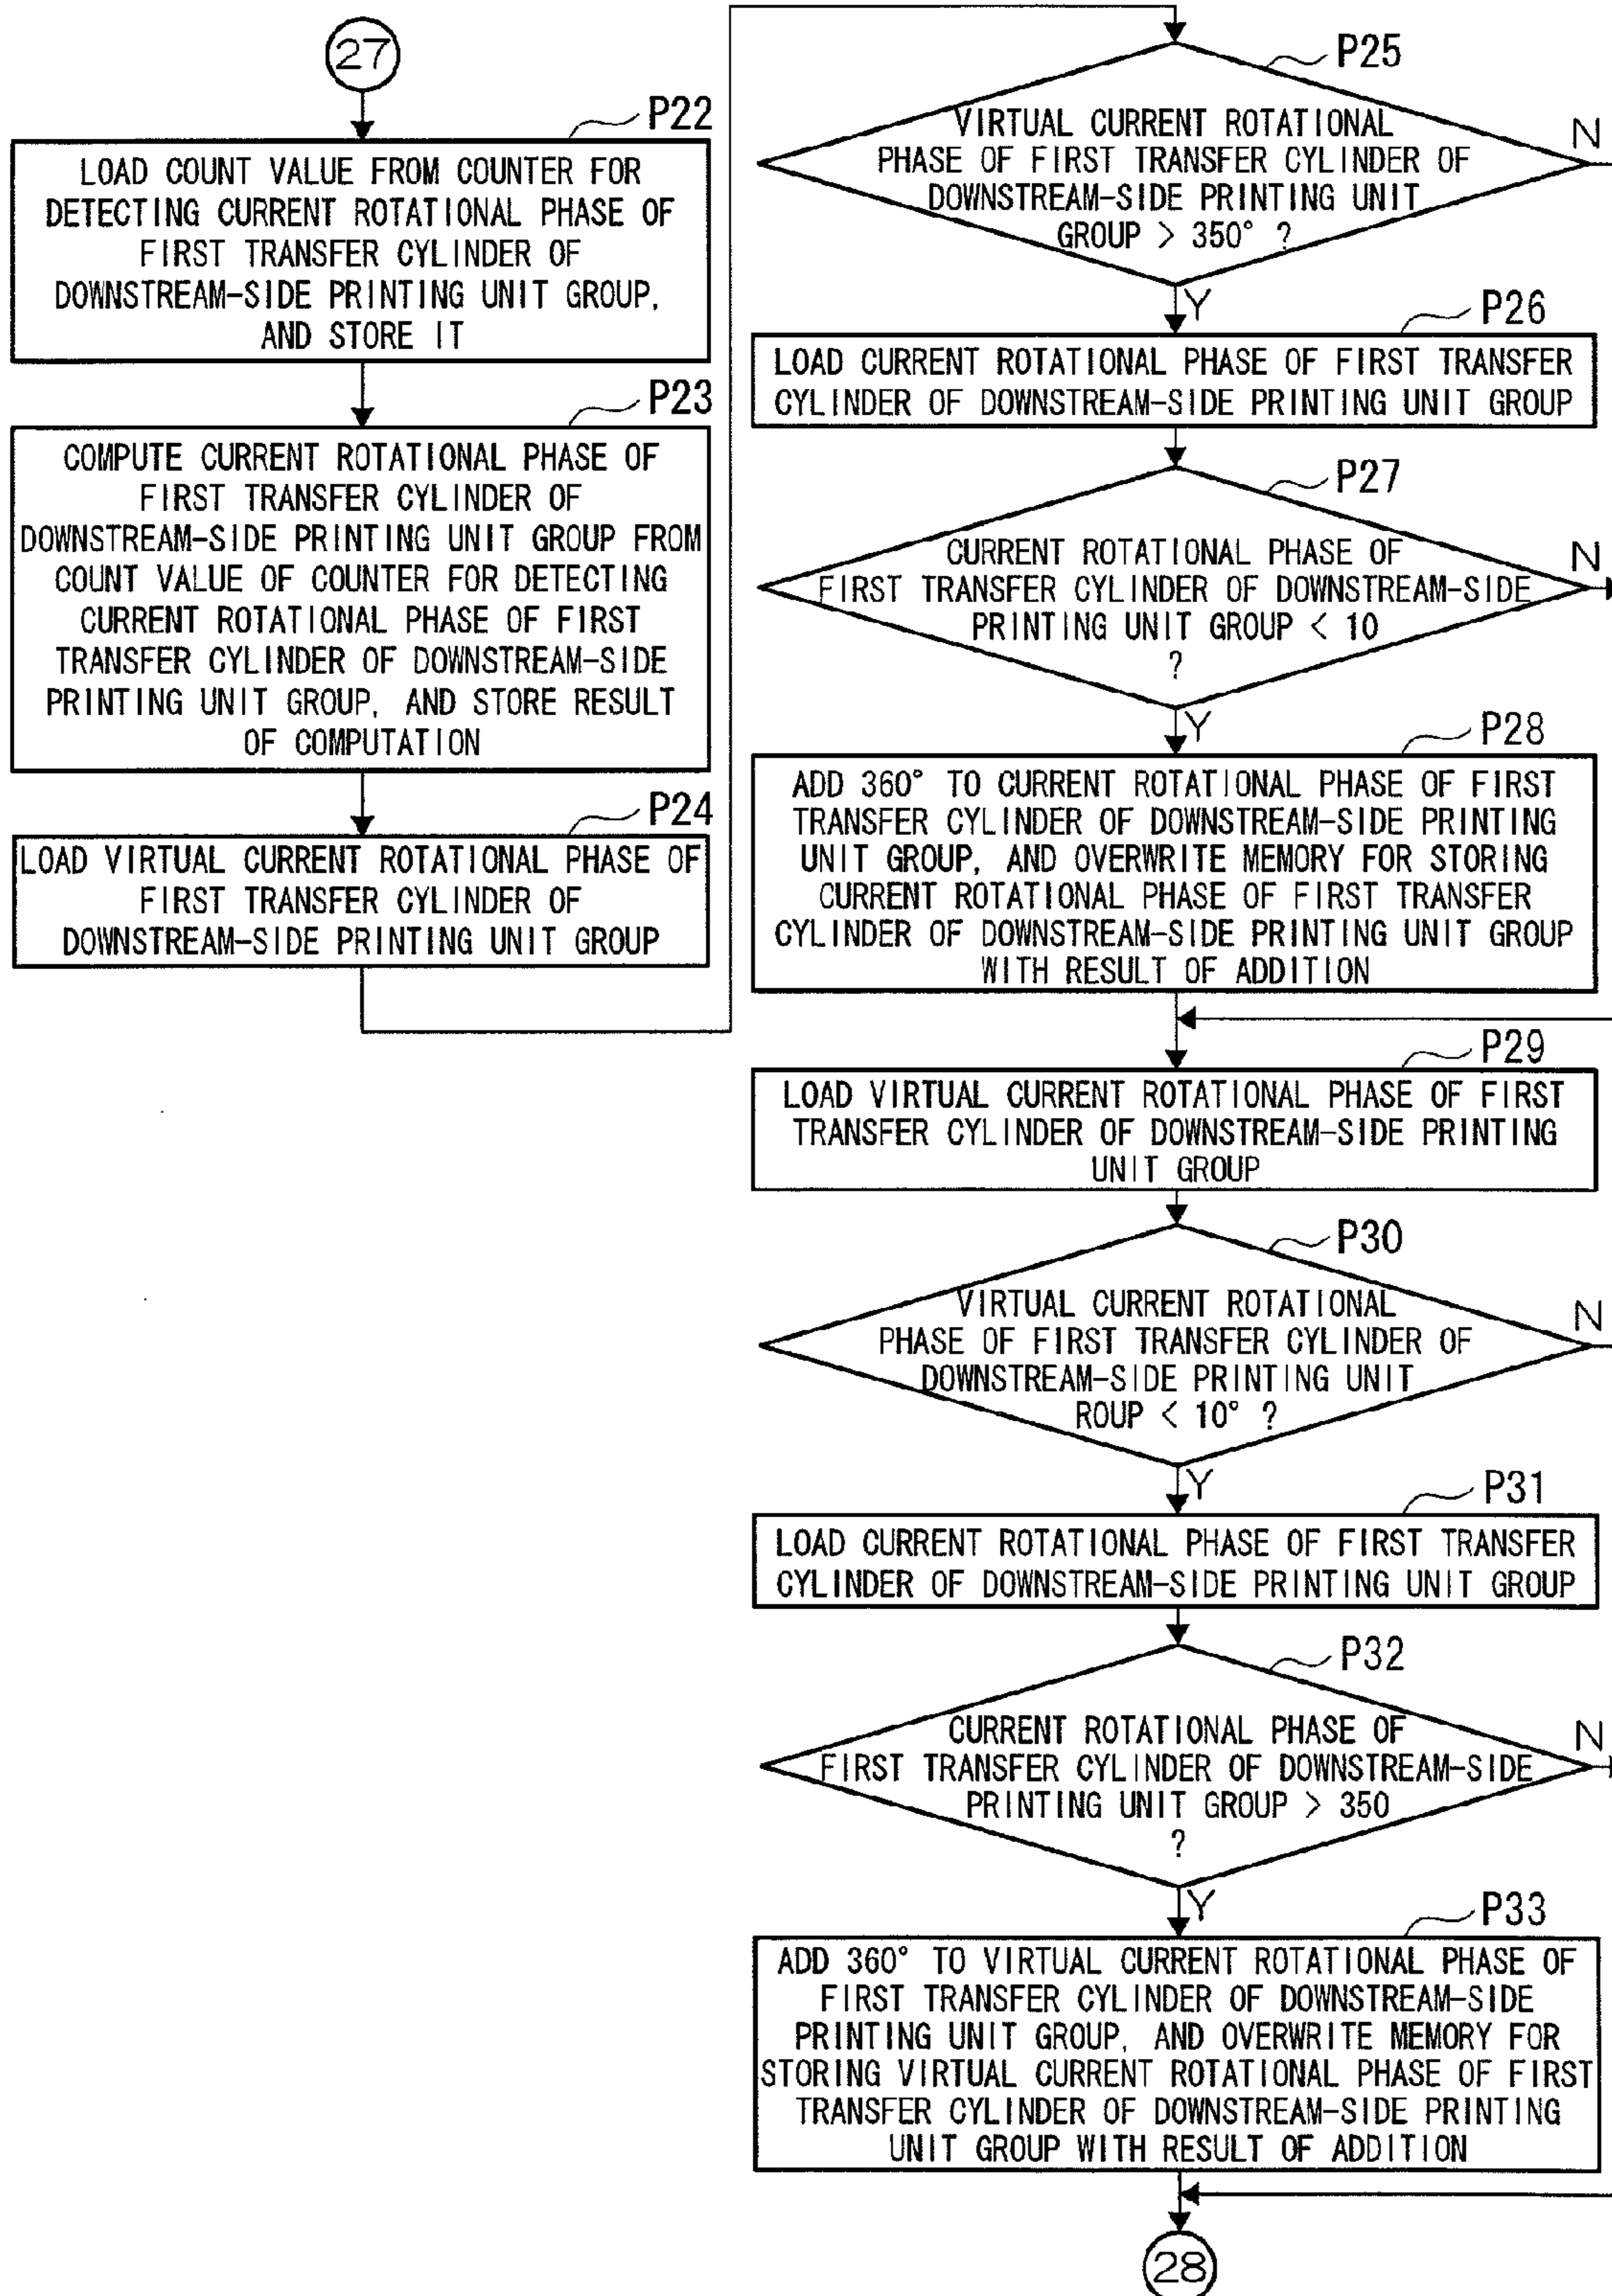 27
P22
LOAD COUNT VALUE FROM COUNTER FOR
DETECTING CURRENT ROTATIONAL PHASE OF
FIRST TRANSFER CYLINDER OF
DOWNSTREAM-SIDE PRINTING UNIT GROUP,
AND STORE IT
P23
COMPUTE CURRENT ROTATIONAL PHASE OF
FIRST TRANSFER CYLINDER OF
DOWNSTREAM-SIDE PRINTING UNIT GROUP FROM
COUNT VALUE OF COUNTER FOR DETECTING
CURRENT ROTATIONAL PHASE OF FIRST
TRANSFER CYLINDER OF DOWNSTREAM-SIDE
PRINTING UNIT GROUP, AND STORE RESULT
OF COMPUTATION
P24
LOAD VIRTUAL CURRENT ROTATIONAL PHASE OF
FIRST TRANSFER CYLINDER OF
DOWNSTREAM-SIDE PRINTING UNIT GROUP
P25
VIRTUAL CURRENT ROTATIONAL
PHASE OF FIRST TRANSFER CYLINDER OF
DOWNSTREAM-SIDE PRINTING UNIT
GROUP > 350° ?
N
Y
P26
LOAD CURRENT ROTATIONAL PHASE OF FIRST TRANSFER
CYLINDER OF DOWNSTREAM-SIDE PRINTING UNIT GROUP
P27
CURRENT ROTATIONAL PHASE OF
FIRST TRANSFER CYLINDER OF DOWNSTREAM-SIDE
PRINTING UNIT GROUP < 10
?
N
Y
P28
ADD 360° TO CURRENT ROTATIONAL PHASE OF FIRST
TRANSFER CYLINDER OF DOWNSTREAM-SIDE PRINTING
UNIT GROUP, AND OVERWRITE MEMORY FOR STORING
CURRENT ROTATIONAL PHASE OF FIRST TRANSFER
CYLINDER OF DOWNSTREAM-SIDE PRINTING UNIT GROUP
WITH RESULT OF ADDITION
P29
LOAD VIRTUAL CURRENT ROTATIONAL PHASE OF FIRST
TRANSFER CYLINDER OF DOWNSTREAM-SIDE PRINTING
UNIT GROUP
P30
VIRTUAL CURRENT ROTATIONAL
PHASE OF FIRST TRANSFER CYLINDER OF
DOWNSTREAM-SIDE PRINTING UNIT
ROUP < 10° ?
N
Y
P31
LOAD CURRENT ROTATIONAL PHASE OF FIRST TRANSFER
CYLINDER OF DOWNSTREAM-SIDE PRINTING UNIT GROUP
P32
CURRENT ROTATIONAL PHASE OF
FIRST TRANSFER CYLINDER OF DOWNSTREAM-SIDE
PRINTING UNIT GROUP > 350
?
N
Y
P33
ADD 360° TO VIRTUAL CURRENT ROTATIONAL PHASE OF
FIRST TRANSFER CYLINDER OF DOWNSTREAM-SIDE
PRINTING UNIT GROUP, AND OVERWRITE MEMORY FOR
STORING VIRTUAL CURRENT ROTATIONAL PHASE OF FIRST
TRANSFER CYLINDER OF DOWNSTREAM-SIDE PRINTING
UNIT GROUP WITH RESULT OF ADDITION
28